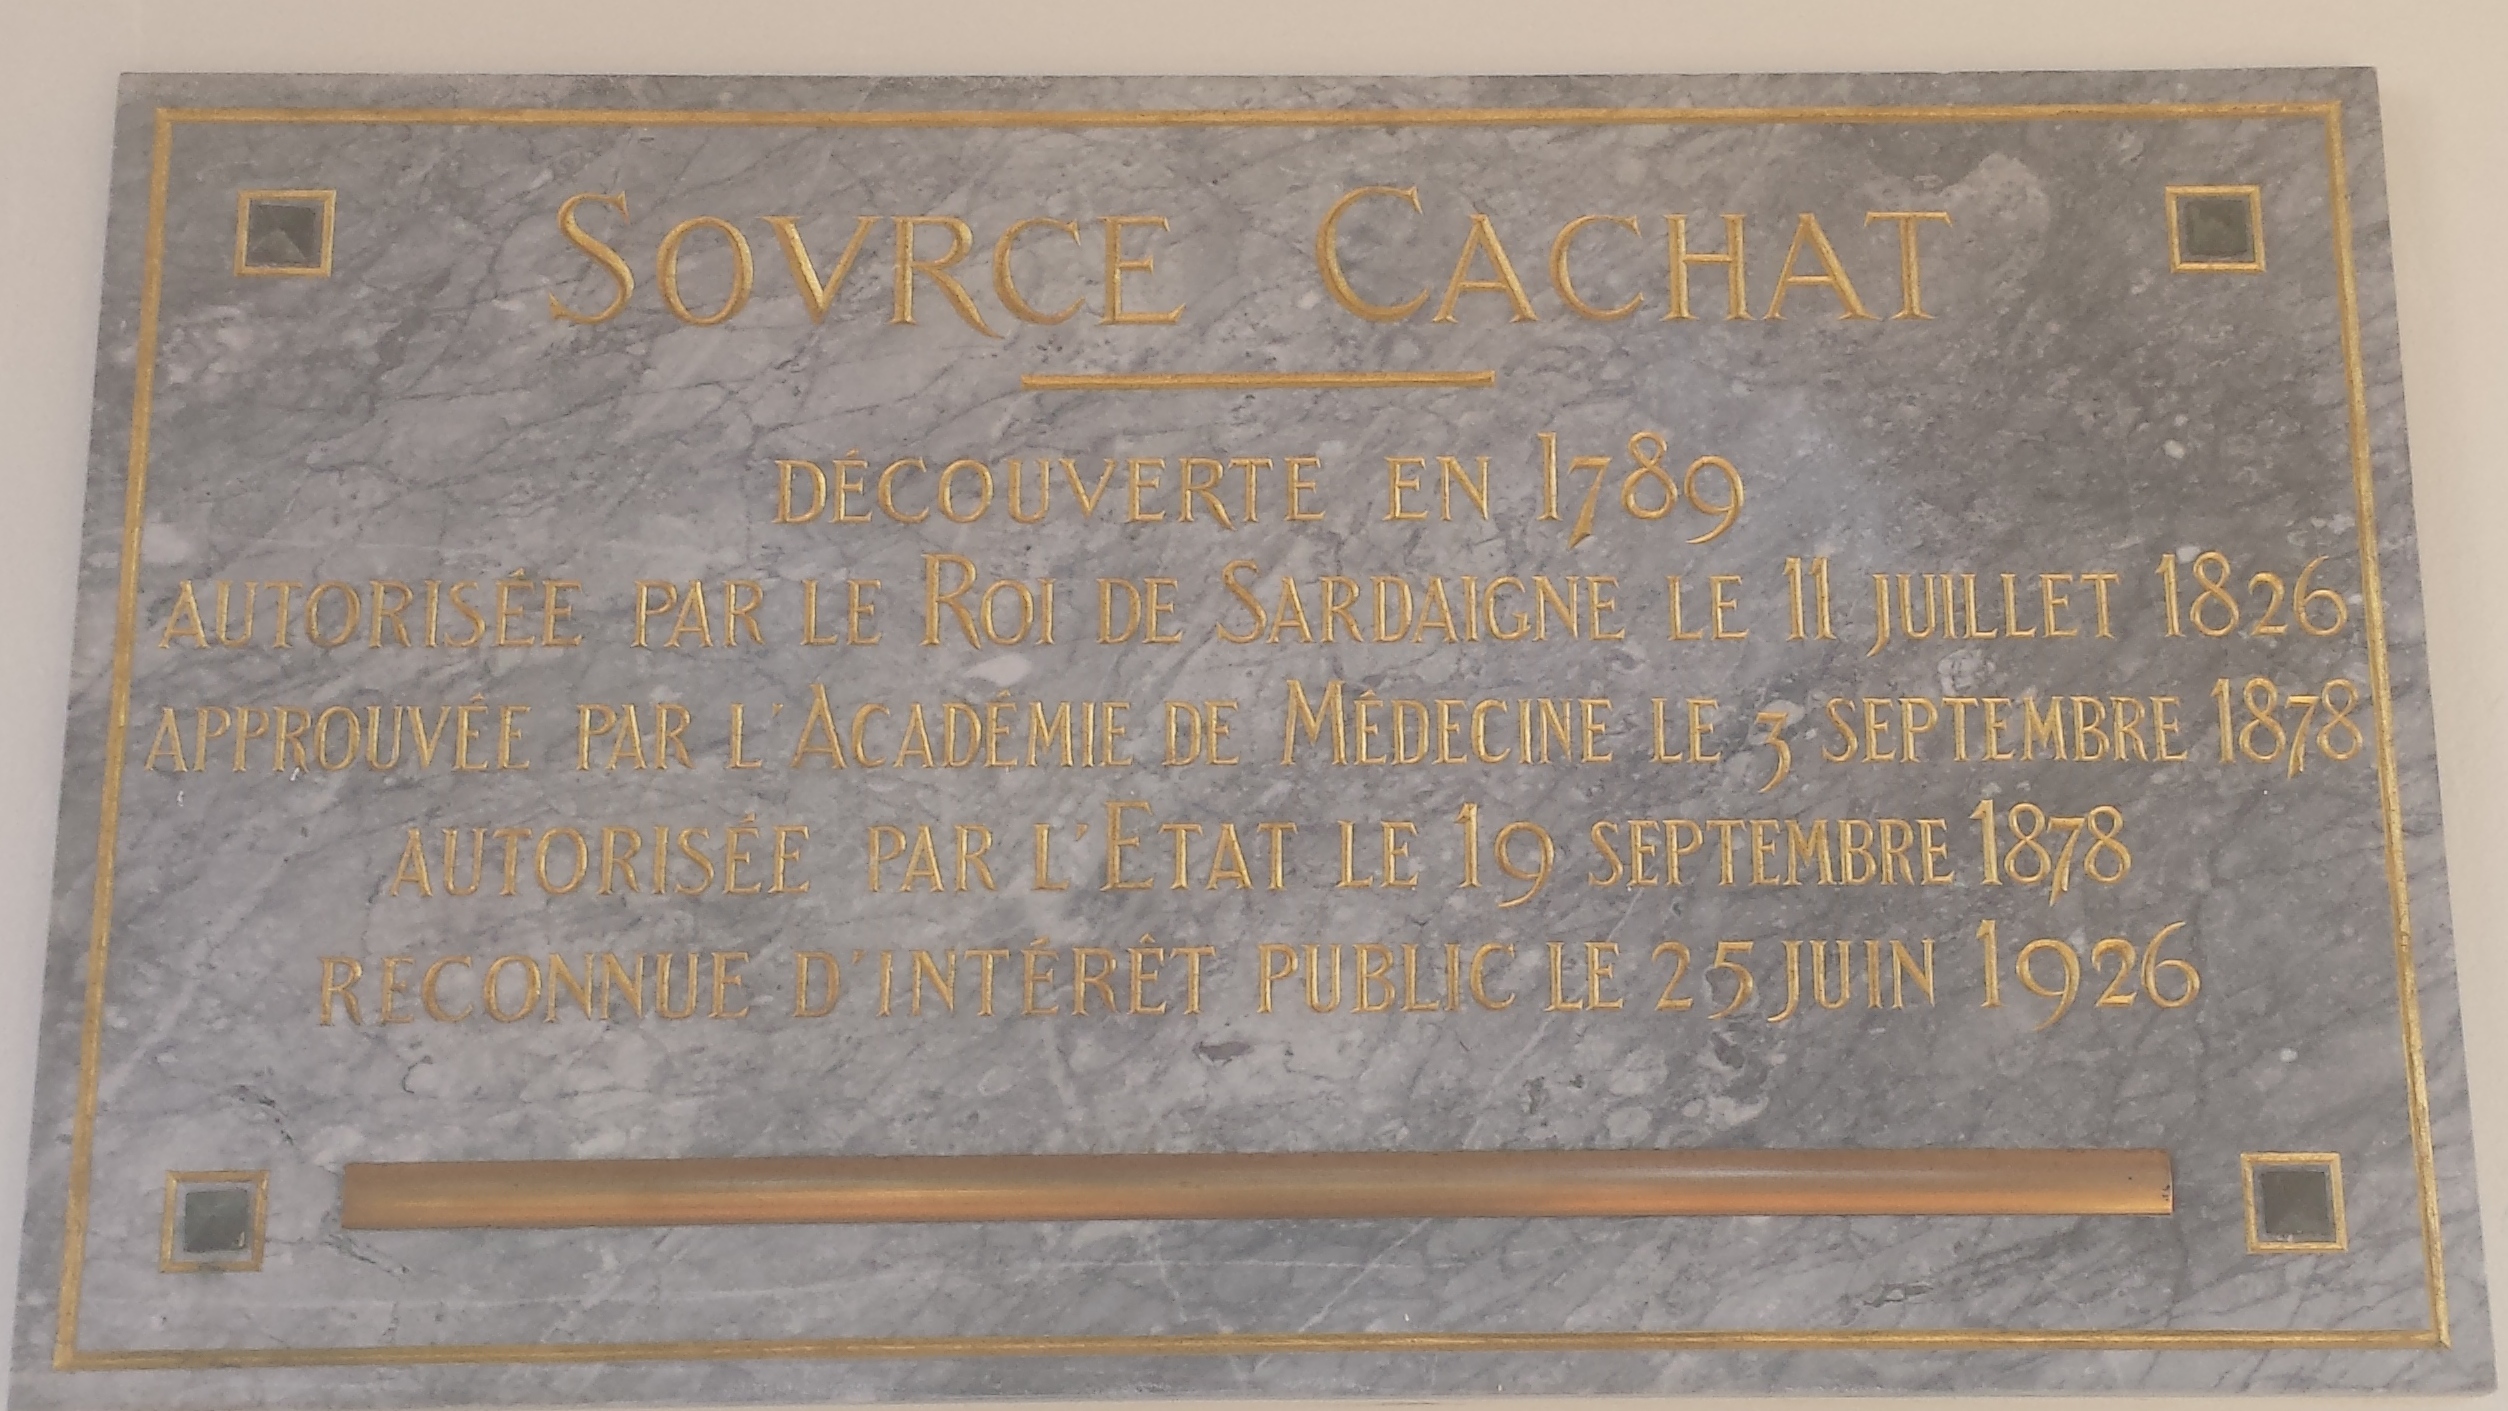 SOVRCE CACHAT
DÉCOUVERTE EN 1789
AUTORISÉE PAR LE ROI DE SARDAIGNE LE 11 JUILLET 1826
APPROUVÉE PAR L'ACADÉMIE DE MÉDECINE LE 3 SEPTEMBRE 1878
AUTORISÉE PAR L'ETAT LE 19 SEPTEMBRE 1878
RECONNUE D'INTÉRÊT PUBLIC LE 25 JUIN 1926